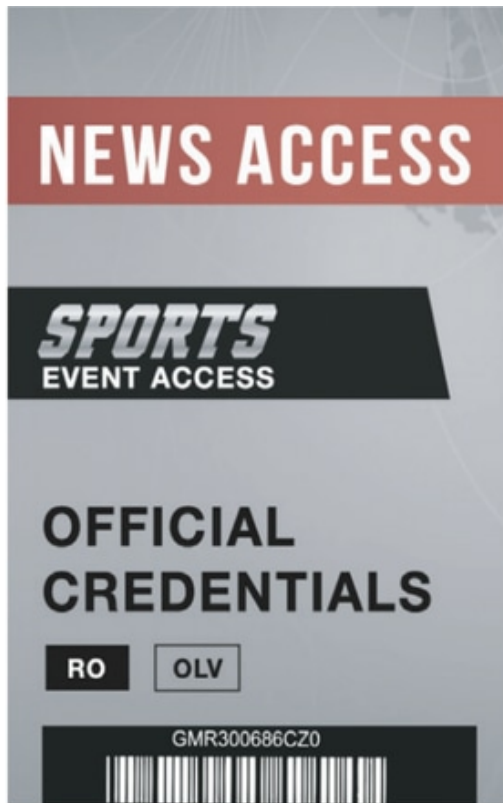 NEWS ACCESS
SPORTS
EVENT ACCESS
OFFICIAL
CREDENTIALS
RO OLV
GMR300686CZ0